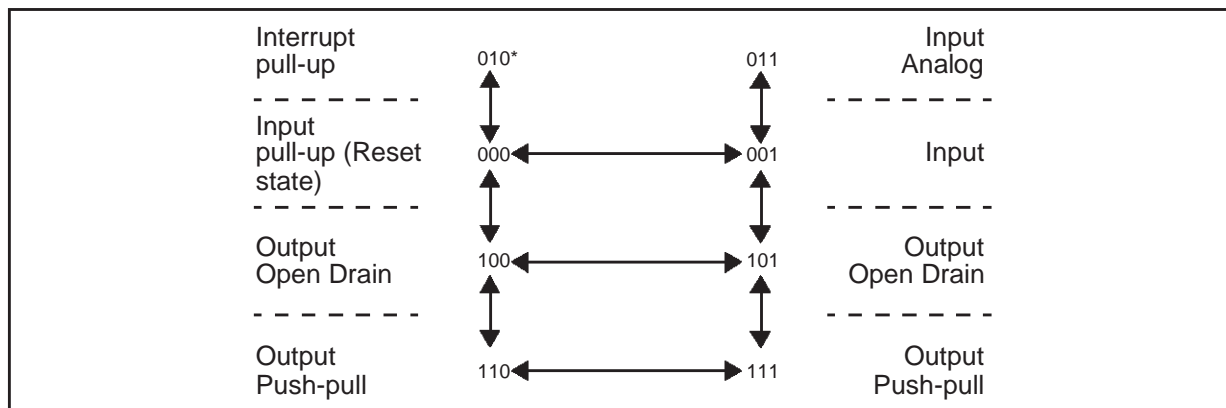 Interrupt
pull-up
010*
011
Input
Analog
Input
pull-up (Reset
state)
000
001
Input
Output
Open Drain
100
101
Output
Open Drain
Output
Push-pull
110
111
Output
Push-pull